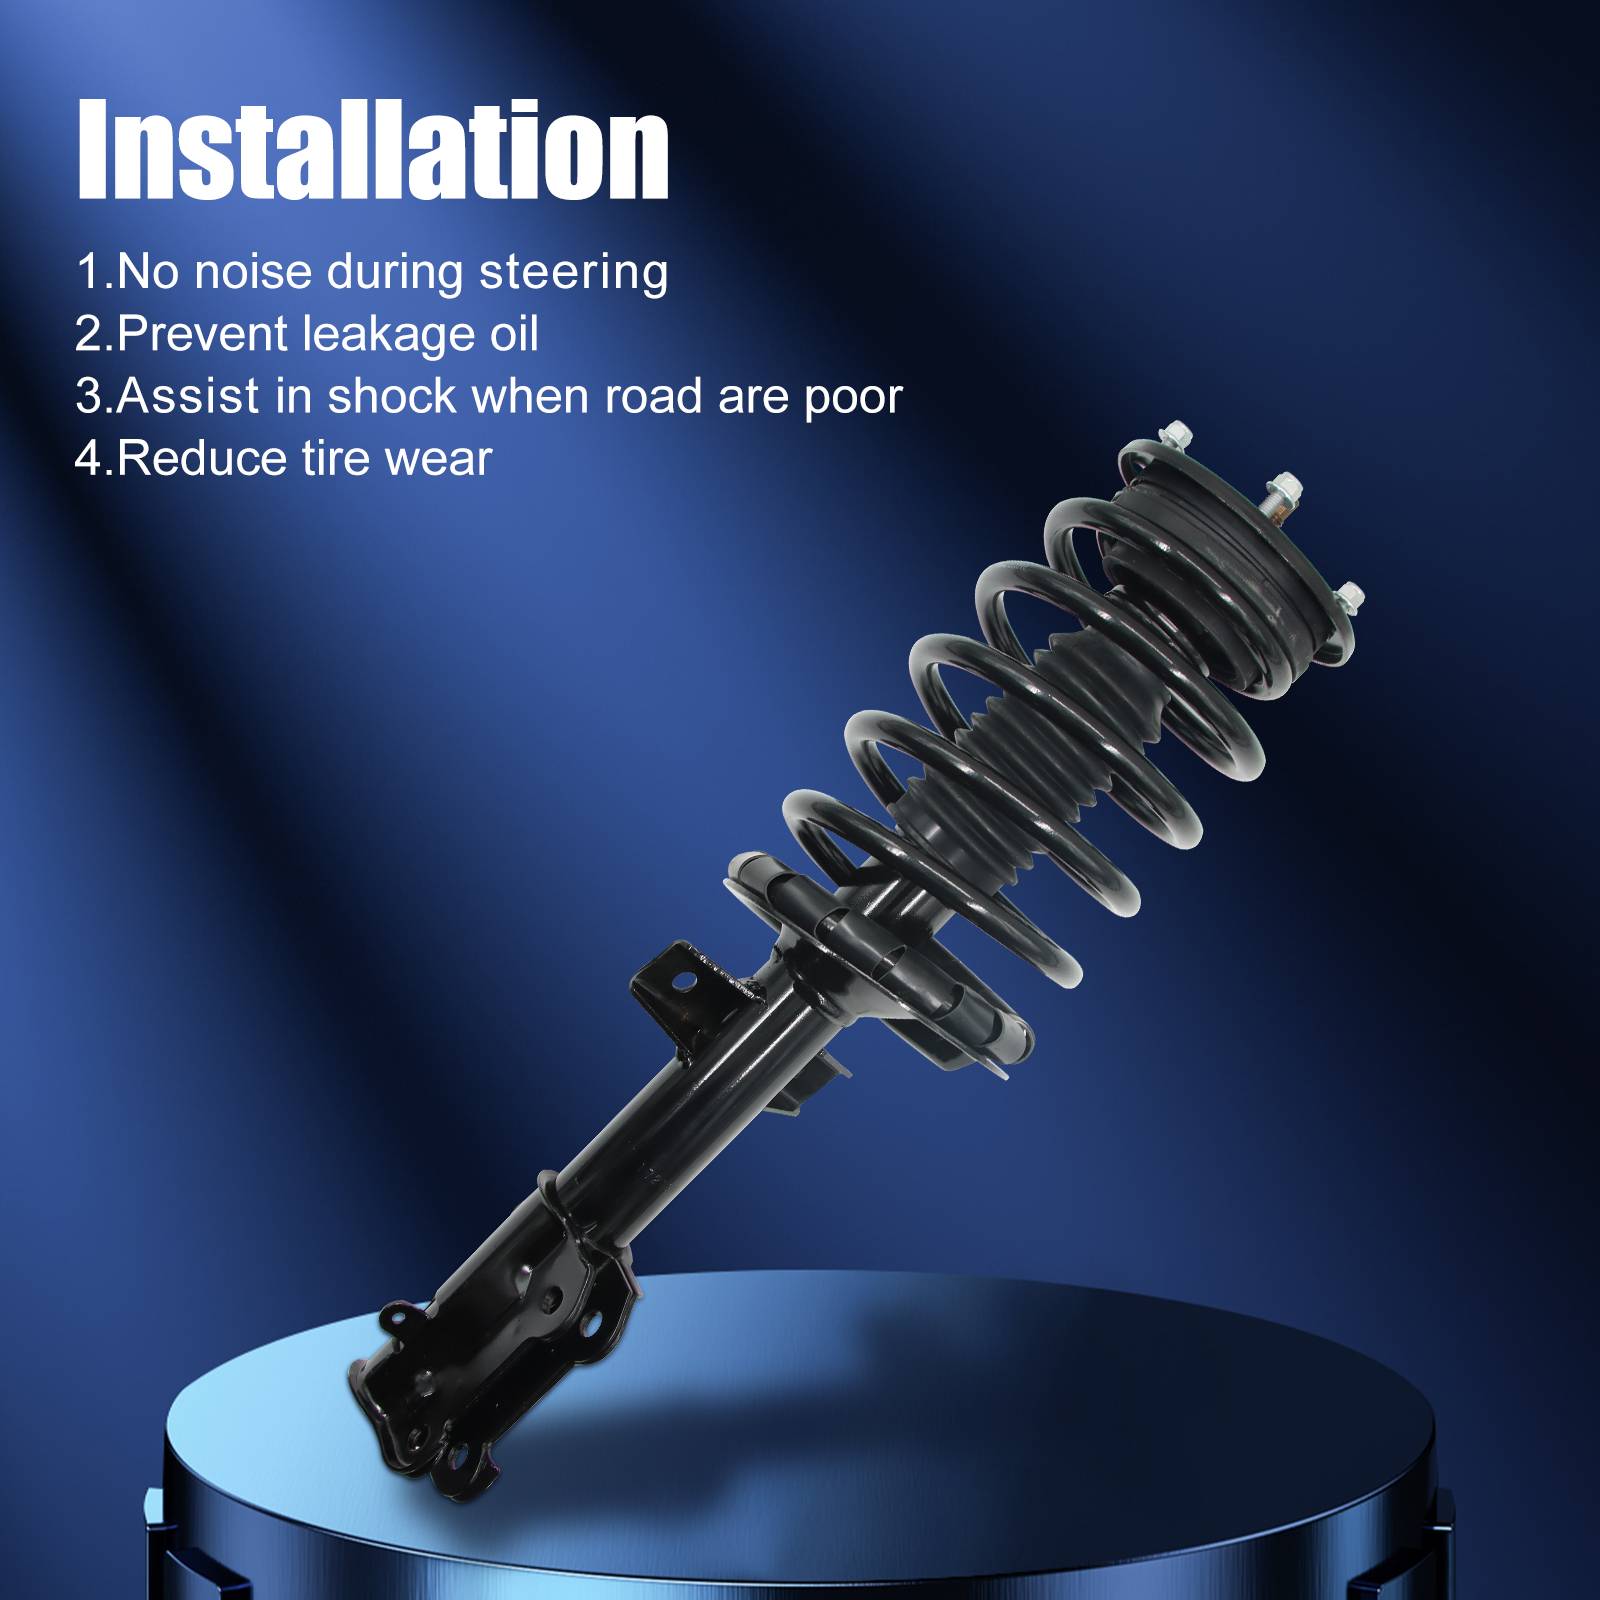 Installation
1.No noise during steering
2.Prevent leakage oil
3.Assist in shock when road are poor
4.Reduce tire wear